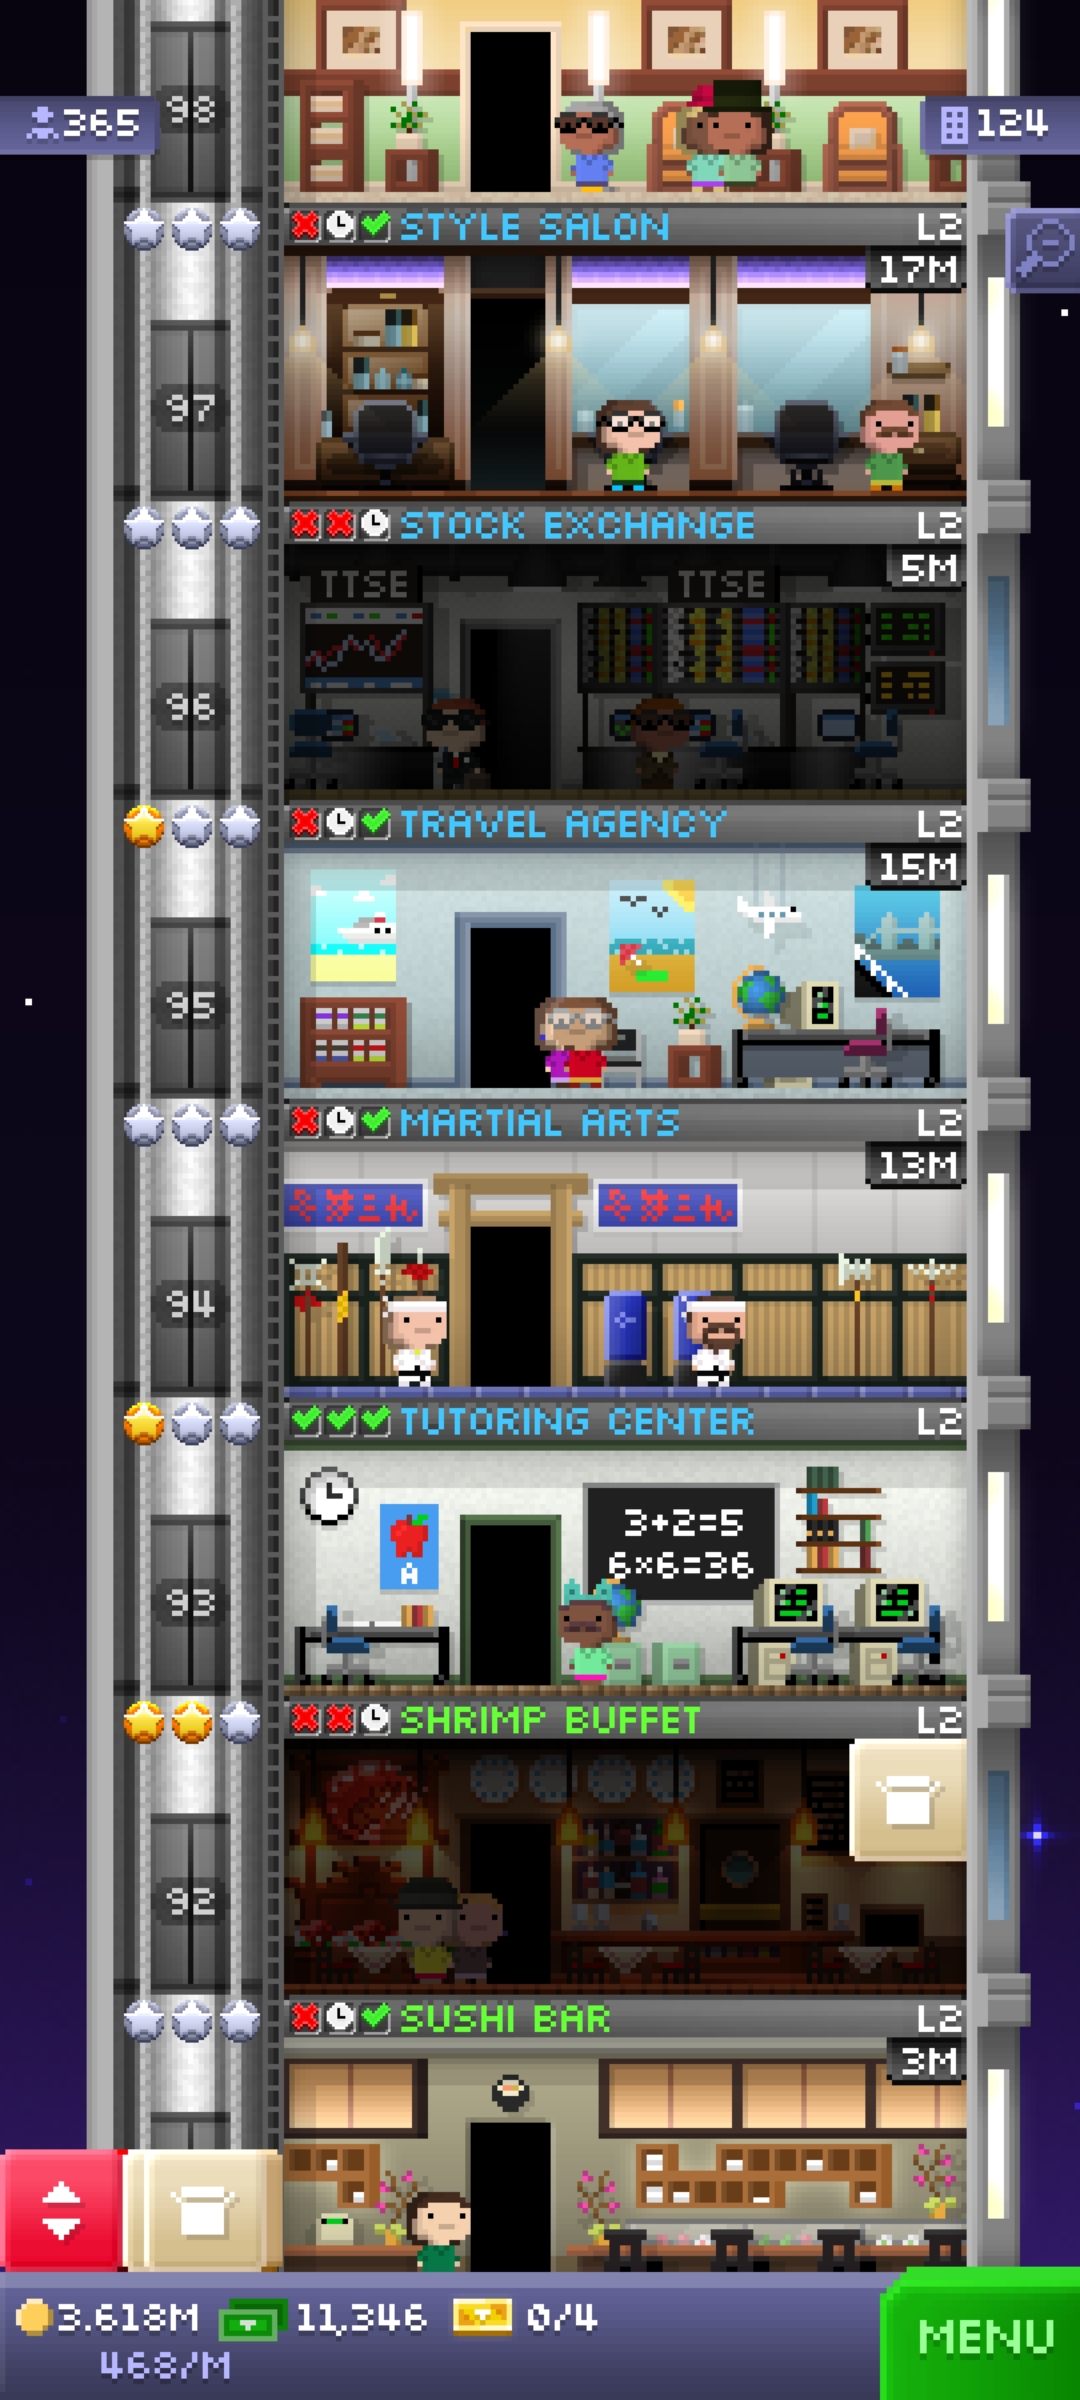 98
365
124
STYLE SALON L2
17M
97
STOCK EXCHANGE L2
5M
TTSE TTSE
96
TRAVEL AGENCY L2
15M
95
MARTIAL ARTS L2
13M
94
TUTORING CENTER L2
3+2=5
6×6=36
A
93
SHRIMP BUFFET L2
92
SUSHI BAR L2
3M
3.618M 11,346 0/4
468/M
MENU